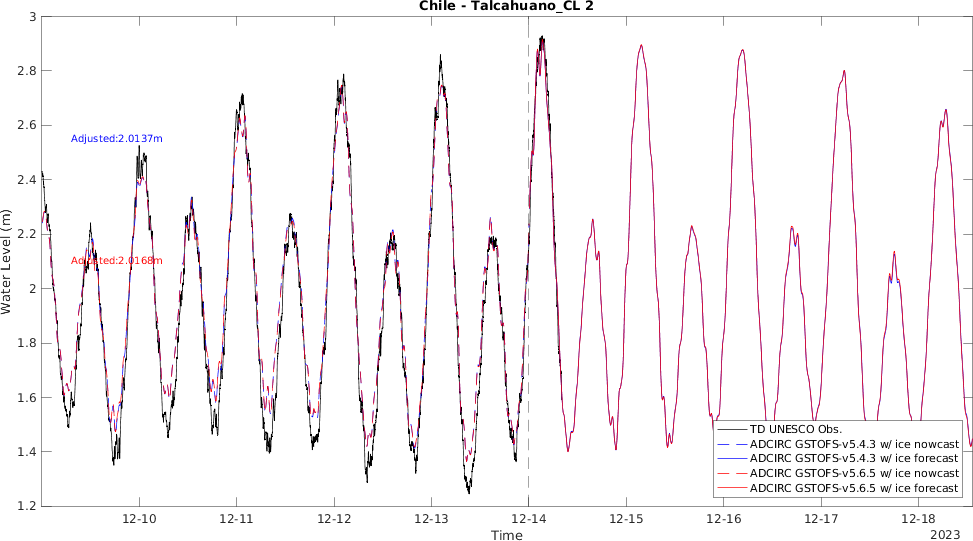 Chile - Talcahuano_CL 2
3
2.8
2.6
2.4
2.2
2
1.8
1.6
1.4
1.2
Water Level (m)
Adjusted:2.0137m
Adjusted:2.0168m
TD UNESCO Obs.
ADCIRC GSTOFS-v5.4.3 w/ ice nowcast
ADCIRC GSTOFS-v5.4.3 w/ ice forecast
ADCIRC GSTOFS-v5.6.5 w/ ice nowcast
ADCIRC GSTOFS-v5.6.5 w/ ice forecast
12-10 12-11 12-12 12-13 12-14 12-15 12-16 12-17 12-18
Time
2023